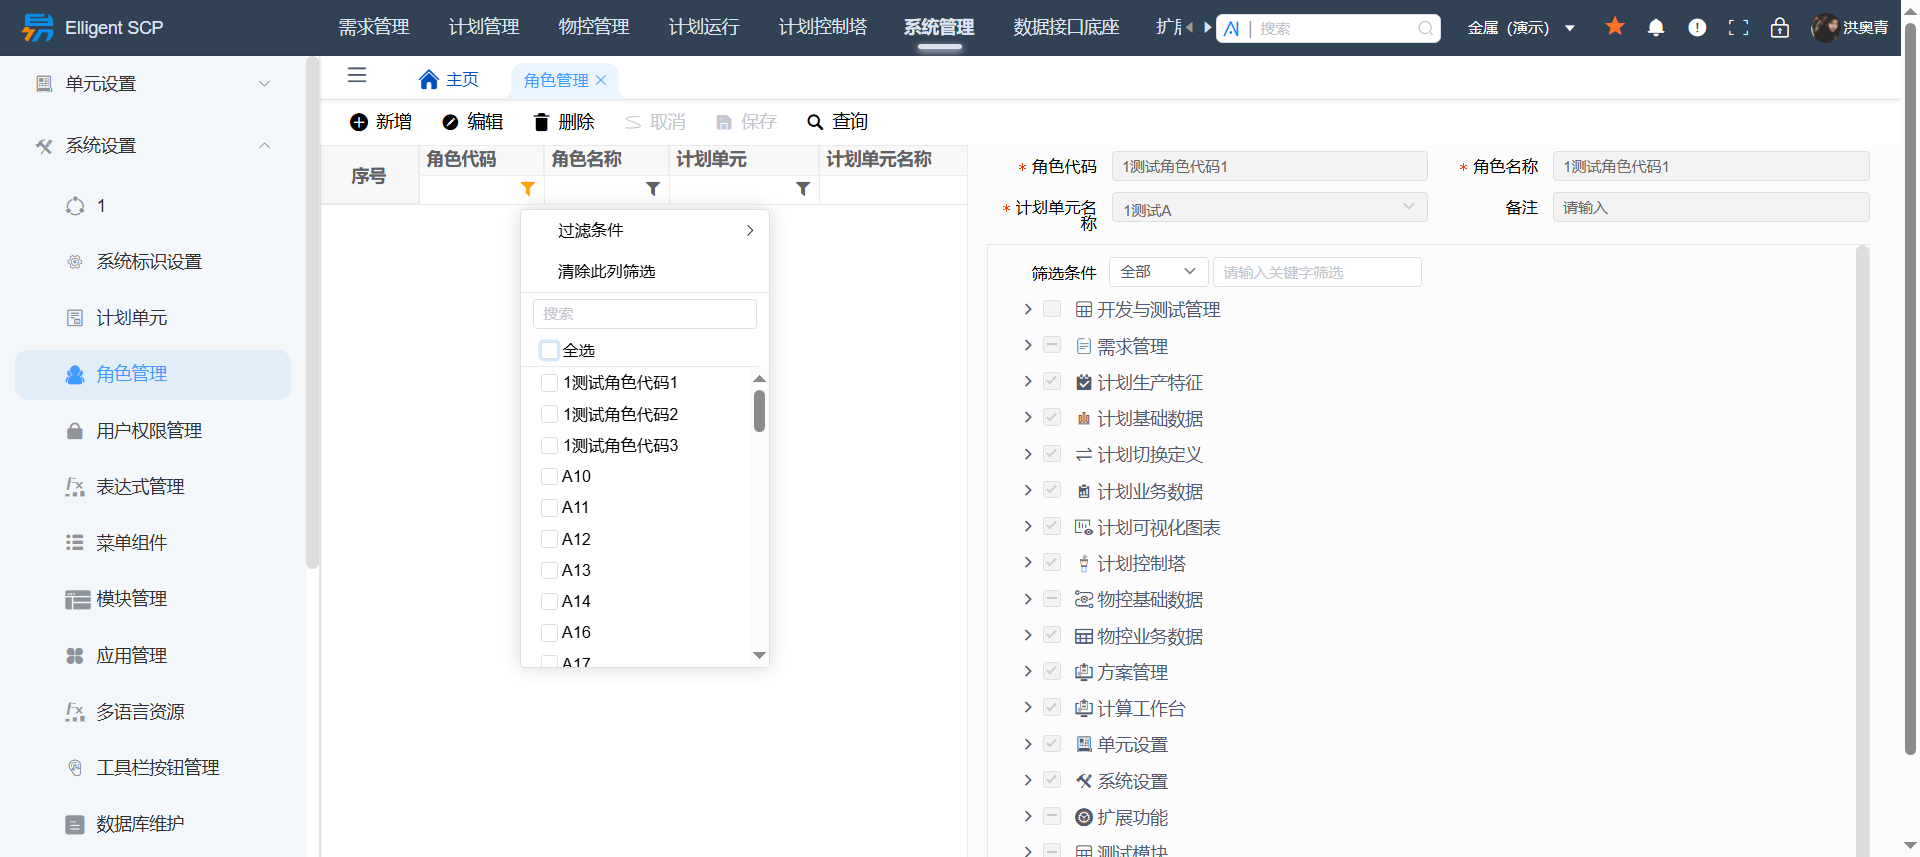 Elligent SCP
需求管理 计划管理 物控管理 计划运行 计划控制塔 系统管理 数据接口底座
AI | 搜索
金属 (演示)
洪奥青
单元设置
系统设置
1
系统标识设置
计划单元
角色管理
用户权限管理
表达式管理
菜单组件
模块管理
应用管理
多语言资源
工具栏按钮管理
数据库维护
主页 角色管理
新增 编辑 删除 取消 保存 查询
序号 角色代码 角色名称 计划单元 计划单元名称
过滤条件
清除此列筛选
搜索
全选
1测试角色代码1
1测试角色代码2
1测试角色代码3
A10
A11
A12
A13
A14
A16
A17
* 角色代码 1测试角色代码1 * 角色名称 1测试角色代码1
* 计划单元名称 1测试A 备注 请输入
筛选条件 全部 请输入关键字筛选
开发与测试管理
需求管理
计划生产特征
计划基础数据
计划切换定义
计划业务数据
计划可视化图表
计划控制塔
物控基础数据
物控业务数据
方案管理
计算工作台
单元设置
系统设置
扩展功能
测试模块